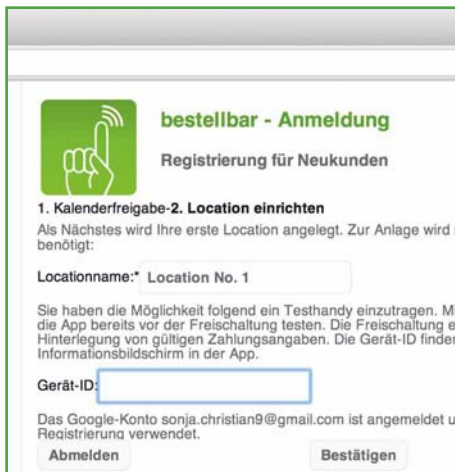 bestellbar - Anmeldung
Registrierung für Neukunden
1. Kalenderfreigabe-2. Location einrichten
Als Nächstes wird Ihre erste Location angelegt. Zur Anlage wird
benötigt:
Locationname:* Location No. 1
Sie haben die Möglichkeit folgend ein Testhandy einzutragen. Mi
die App bereits vor der Freischaltung testen. Die Freischaltung e
Hinterlegung von gültigen Zahlungsangaben. Die Gerät-ID finden
Informationsbildschirm in der App.
Gerät-ID:
Das Google-Konto sonja.christian9@gmail.com ist angemeldet u
Registrierung verwendet.
Abmelden Bestätigen